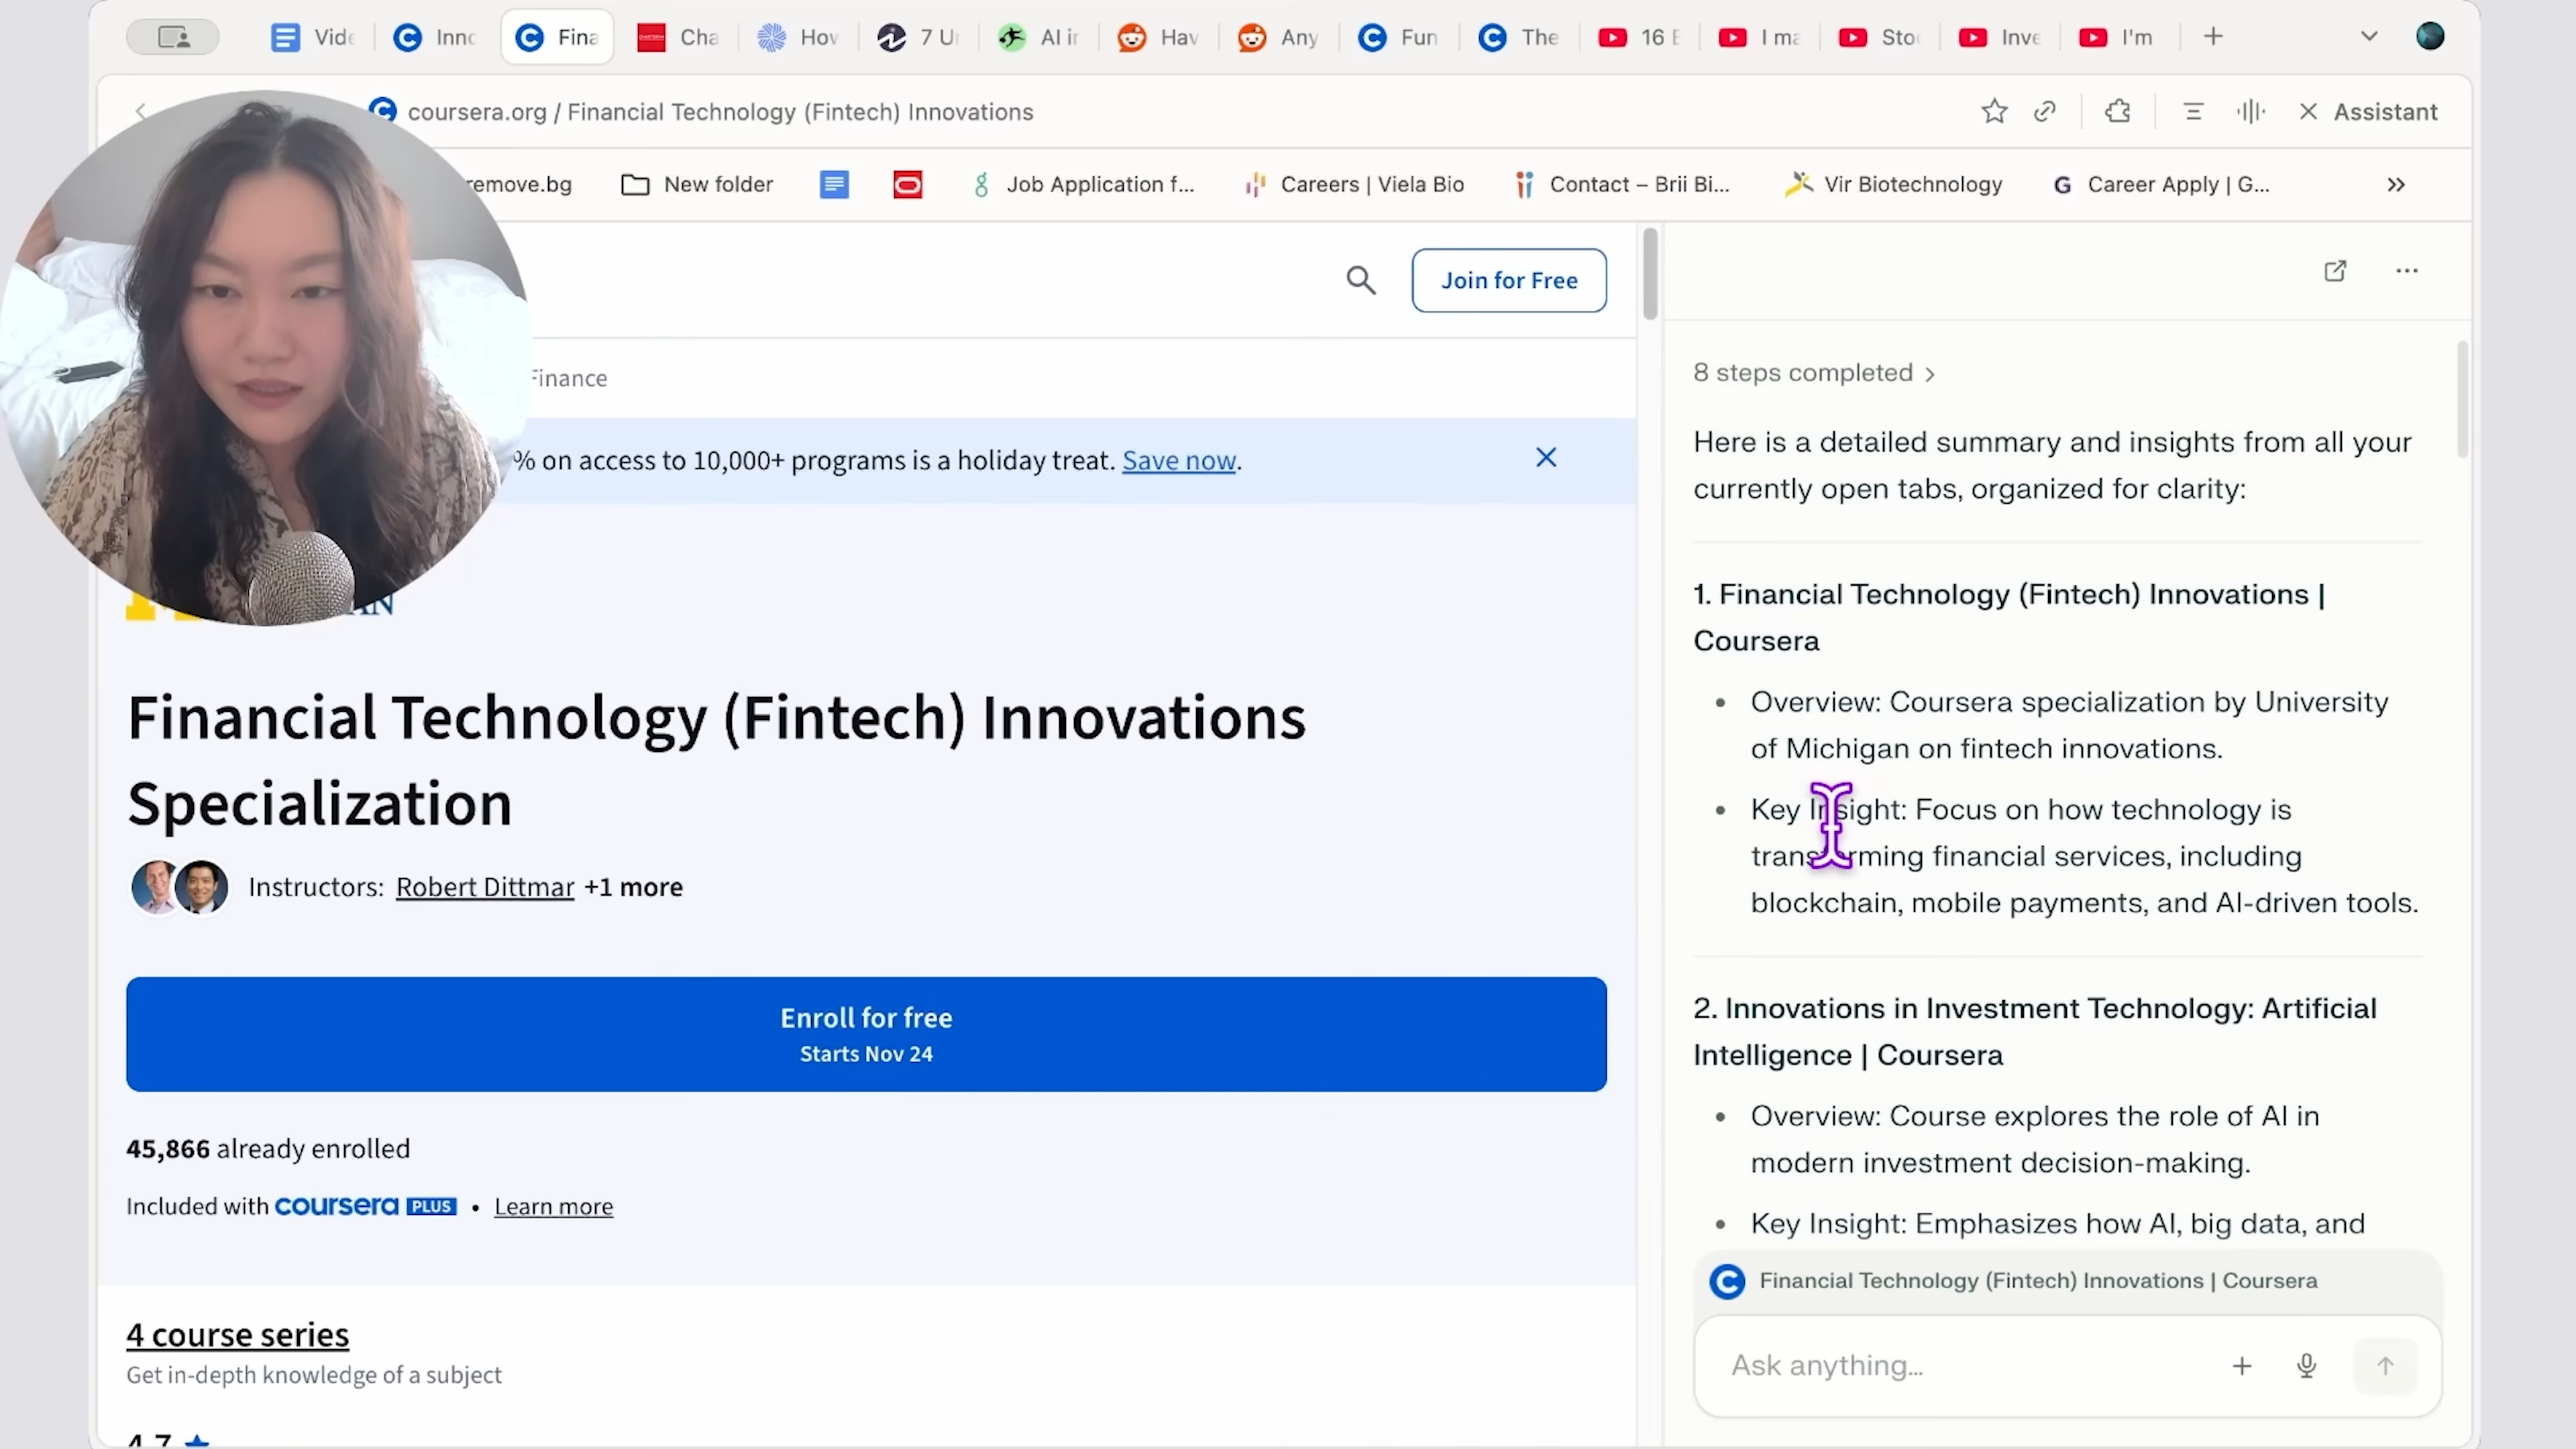 Vide
Inno
Fina
Cha
How
7 U
AI i
Hav
Any
Fun
The
16 E
I ma
Sto
Inve
I'm
coursera.org / Financial Technology (Fintech) Innovations
Assistant
remove.bg
New folder
Job Application f...
Careers | Viela Bio
Contact – Brii Bi...
Vir Biotechnology
G
Career Apply | G...
Join for Free
Finance
% on access to 10,000+ programs is a holiday treat. Save now.
Financial Technology (Fintech) Innovations
Specialization
Instructors: Robert Dittmar +1 more
Enroll for free
Starts Nov 24
45,866 already enrolled
Included with coursera PLUS • Learn more
4 course series
Get in-depth knowledge of a subject
4.7
8 steps completed
Here is a detailed summary and insights from all your
currently open tabs, organized for clarity:
1. Financial Technology (Fintech) Innovations |
Coursera
• Overview: Coursera specialization by University
of Michigan on fintech innovations.
• Key Insight: Focus on how technology is
transforming financial services, including
blockchain, mobile payments, and AI-driven tools.
2. Innovations in Investment Technology: Artificial
Intelligence | Coursera
• Overview: Course explores the role of AI in
modern investment decision-making.
• Key Insight: Emphasizes how AI, big data, and
Financial Technology (Fintech) Innovations | Coursera
Ask anything…